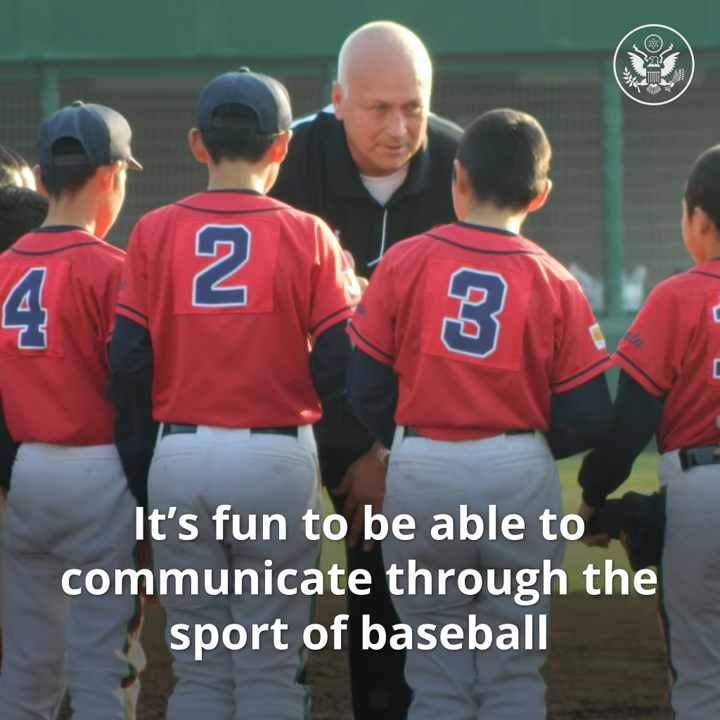 4
2
3
It’s fun to be able to
communicate through the
sport of baseball